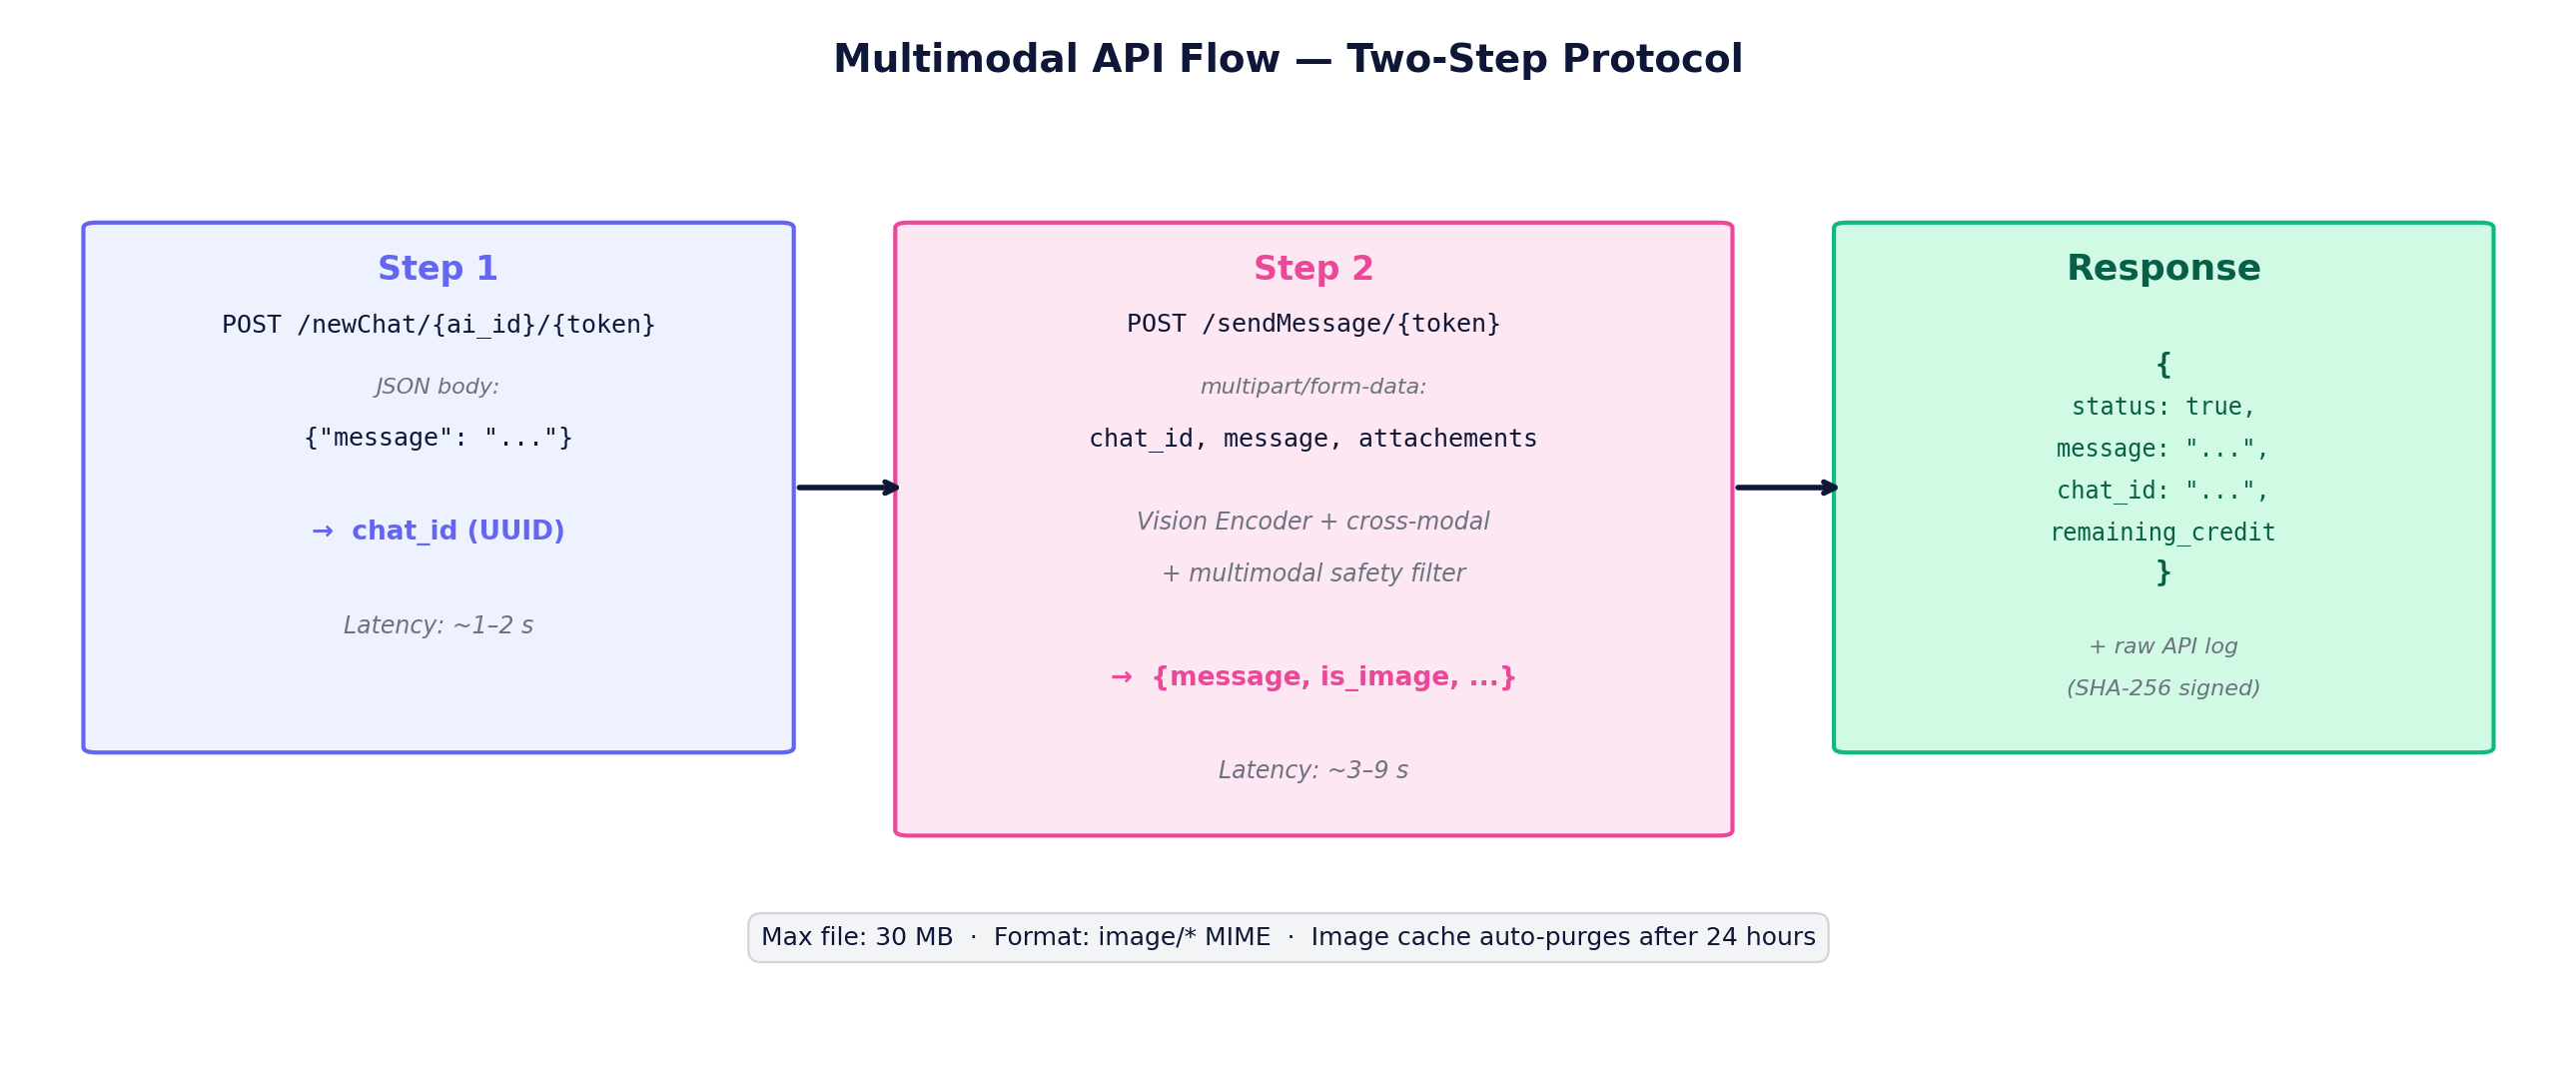 Multimodal API Flow — Two-Step Protocol
Step 1
POST /newChat/{ai_id}/{token}
JSON body:
{"message": "..."}
→ chat_id (UUID)
Latency: ~1–2 s
Step 2
POST /sendMessage/{token}
multipart/form-data:
chat_id, message, attachements
Vision Encoder + cross-modal
+ multimodal safety filter
→ {message, is_image, ...}
Latency: ~3–9 s
Response
{
status: true,
message: "...",
chat_id: "...",
remaining_credit
}
+ raw API log
(SHA-256 signed)
Max file: 30 MB · Format: image/* MIME · Image cache auto-purges after 24 hours